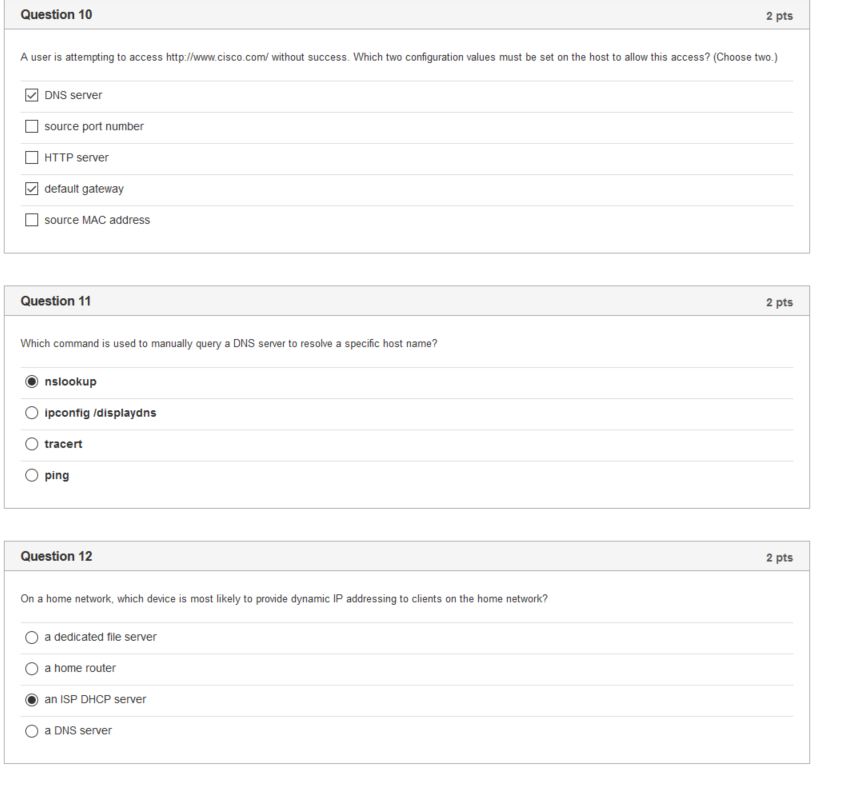 Question 10
2 pts
A user is attempting to access http://www.cisco.com/ without success. Which two configuration values must be set on the host to allow this access? (Choose two.)
DNS server
source port number
HTTP server
default gateway
source MAC address
Question 11
2 pts
Which command is used to manually query a DNS server to resolve a specific host name?
nslookup
ipconfig /displaydns
tracert
ping
Question 12
2 pts
On a home network, which device is most likely to provide dynamic IP addressing to clients on the home network?
a dedicated file server
a home router
an ISP DHCP server
a DNS server